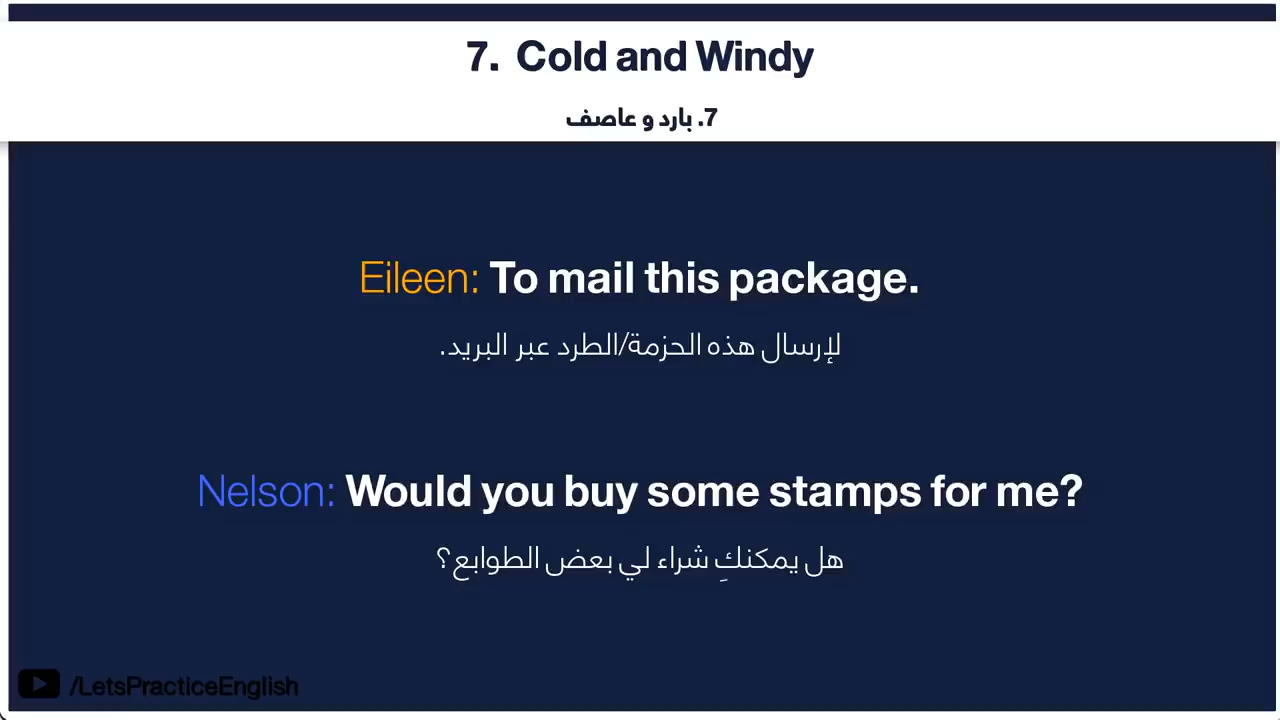 7. Cold and Windy
7. بارد و عاصف
Eileen: To mail this package.
لإرسال هذه الحزمة/الطرد عبر البريد.
Nelson: Would you buy some stamps for me?
هل يمكنكِ شراء لي بعض الطوابع؟
/LetsPracticeEnglish